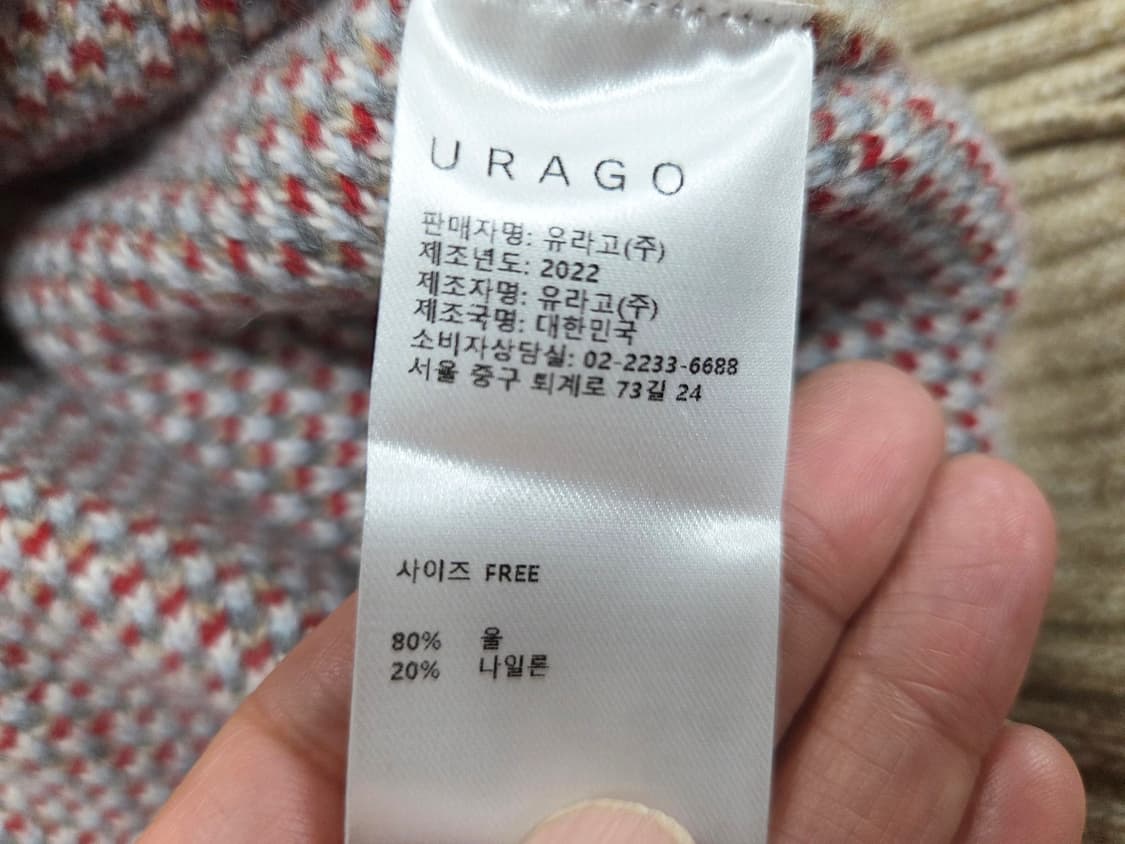 URAGO
판매자명: 유라고(주)
제조년도: 2022
제조자명: 유라고(주)
제조국명: 대한민국
소비자상담실: 02-2233-6688
서울 중구 퇴계로 73길 24
사이즈 FREE
80% 울
20% 나일론